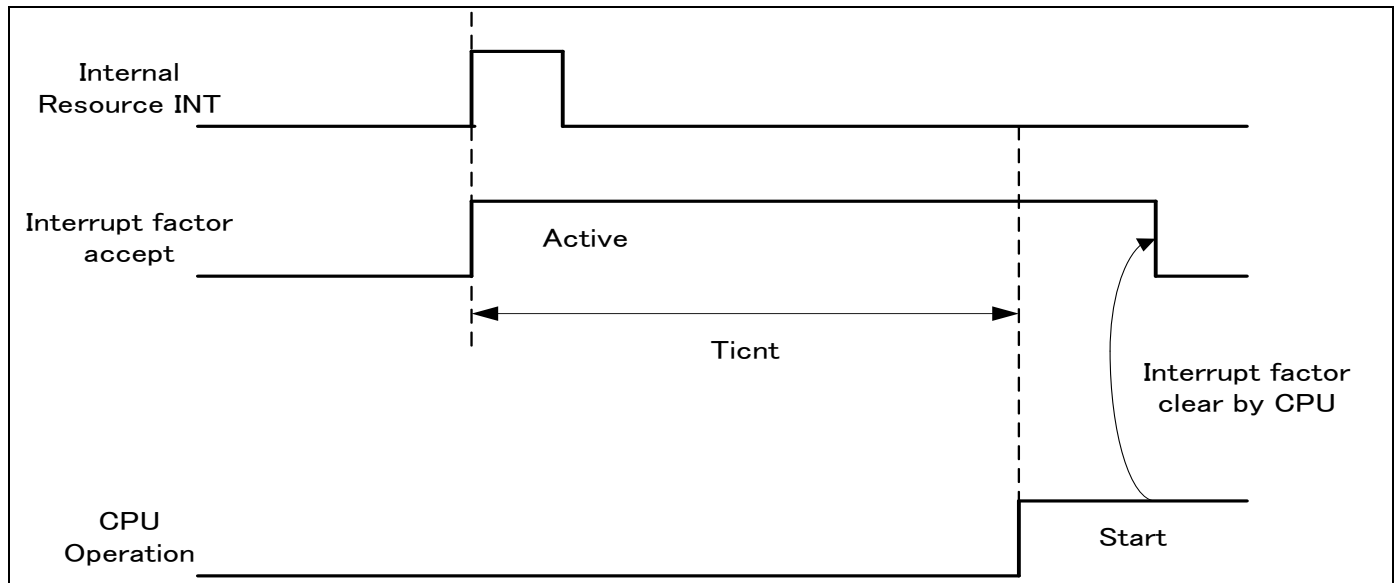 Internal
Resource INT
Interrupt factor
accept
Active
Ticnt
Interrupt factor
clear by CPU
CPU
Operation
Start